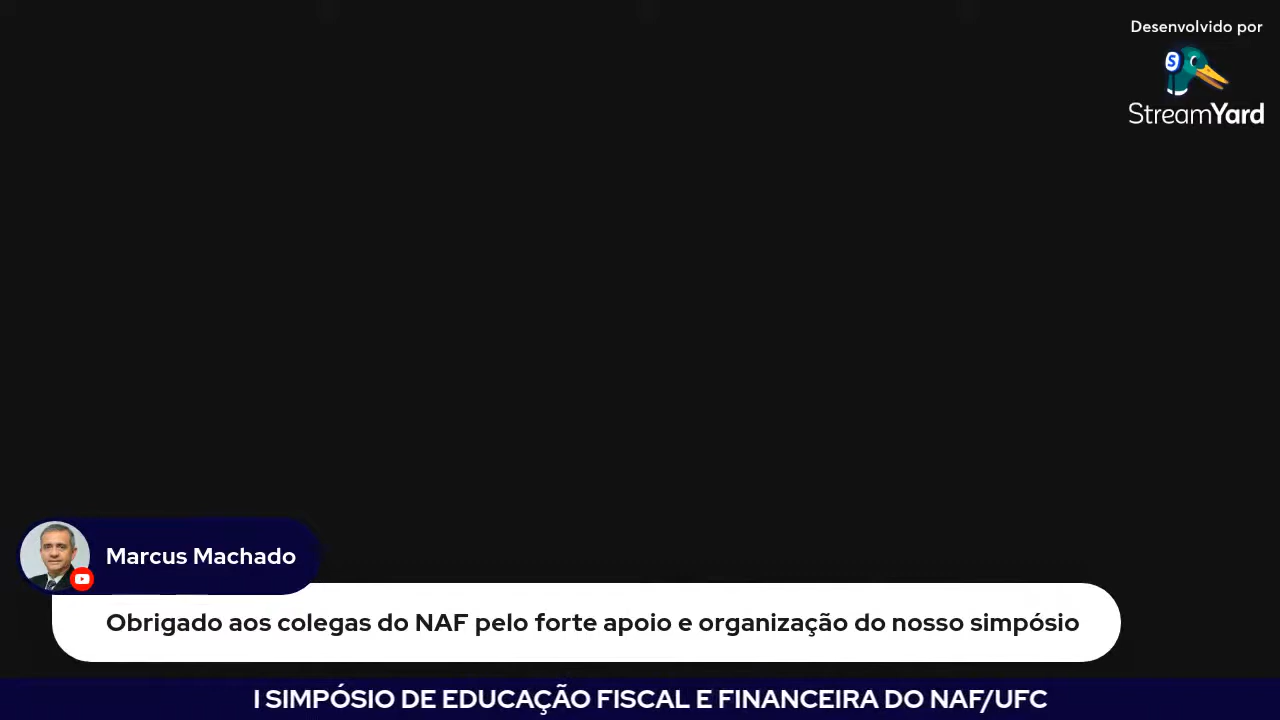 Desenvolvido por
StreamYard
Marcus Machado
Obrigado aos colegas do NAF pelo forte apoio e organização do nosso simpósio
I SIMPÓSIO DE EDUCAÇÃO FISCAL E FINANCEIRA DO NAF/UFC